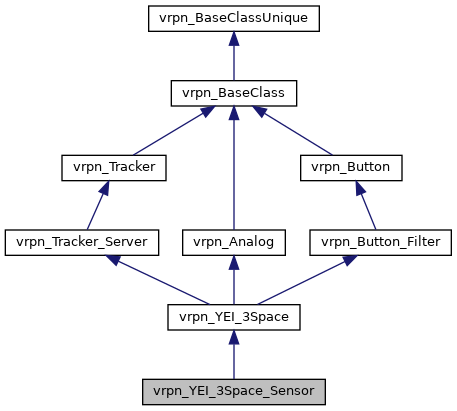 vrpn_BaseClassUnique
vrpn_BaseClass
vrpn_Tracker
vrpn_Button
vrpn_Tracker_Server
vrpn_Analog
vrpn_Button_Filter
vrpn_YEI_3Space
vrpn_YEI_3Space_Sensor